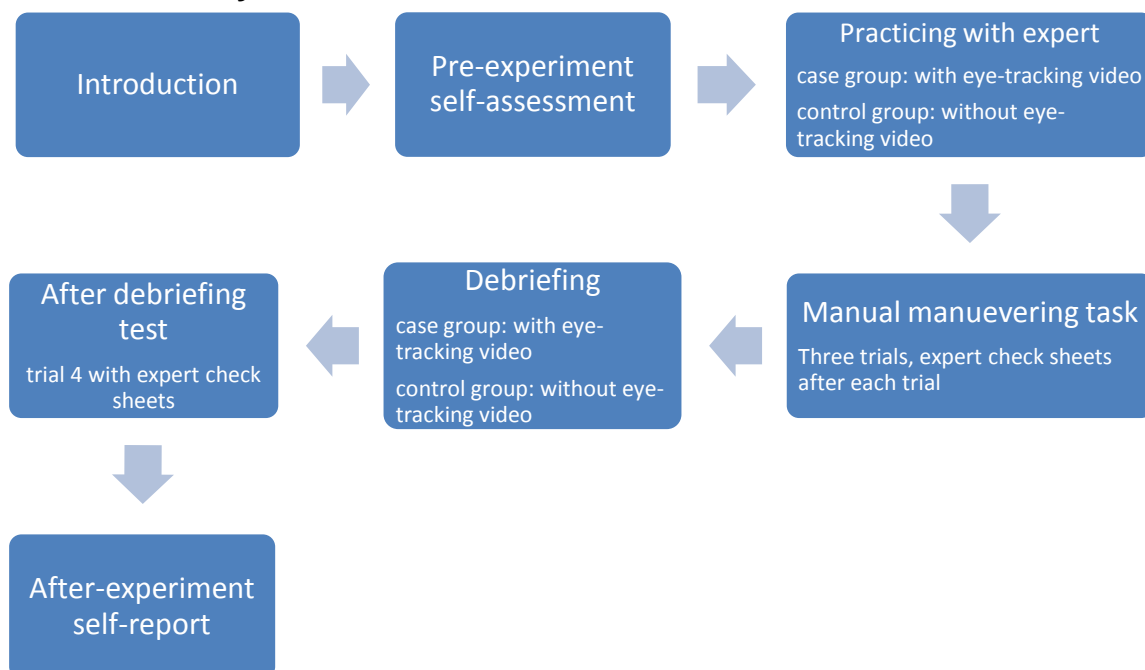 Introduction
Pre-experiment
self-assessment
Practicing with expert
case group: with eye-tracking video
control group: without eye-
tracking video
Manual manuevering task
Three trials, expert check sheets
after each trial
Debriefing
case group: with eye-
tracking video
control group: without eye-
tracking video
After debriefing
test
trial 4 with expert check
sheets
After-experiment
self-report